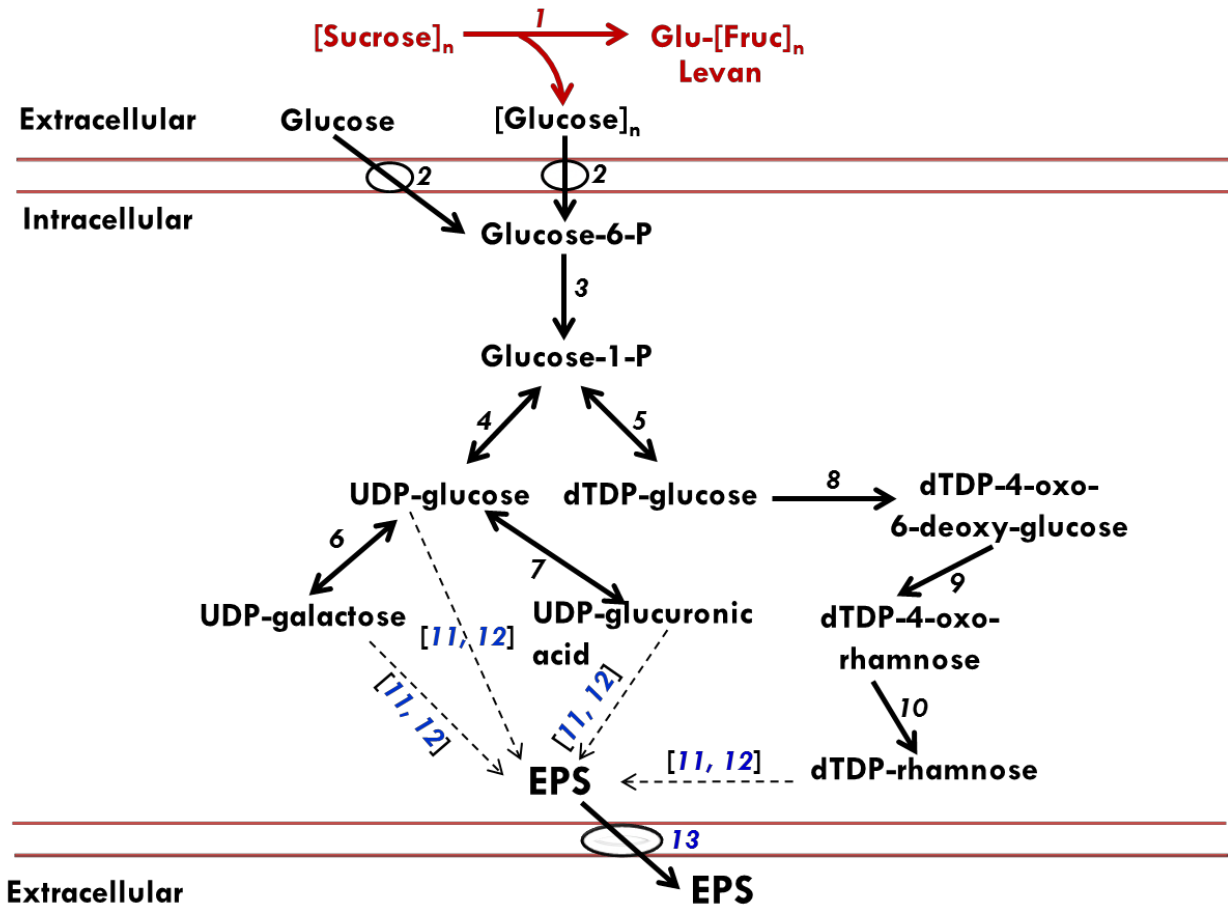 1
[Sucrose]n
Glu-[Fruc]n
Levan
Extracellular
Glucose
[Glucose]n
2
2
Intracellular
Glucose-6-P
3
Glucose-1-P
4
5
UDP-glucose
dTDP-glucose
8
dTDP-4-oxo-
6-deoxy-glucose
6
7
9
UDP-galactose
UDP-glucuronic
acid
dTDP-4-oxo-
rhamnose
[11, 12]
[11, 12]
[11, 12]
10
[11, 12]
dTDP-rhamnose
EPS
13
Extracellular
EPS